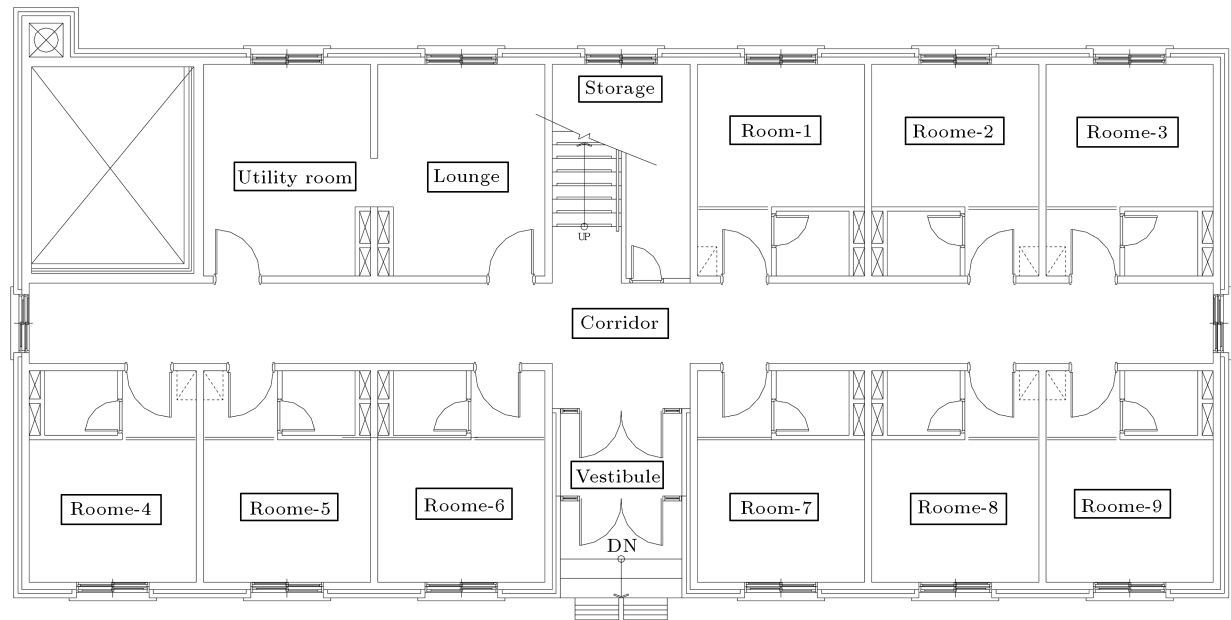 Storage
Room-1
Roome-2
Roome-3
Utility room
Lounge
UP
Corridor
Roome-4
Roome-5
Roome-6
Vestibule
Room-7
Roome-8
Roome-9
DN